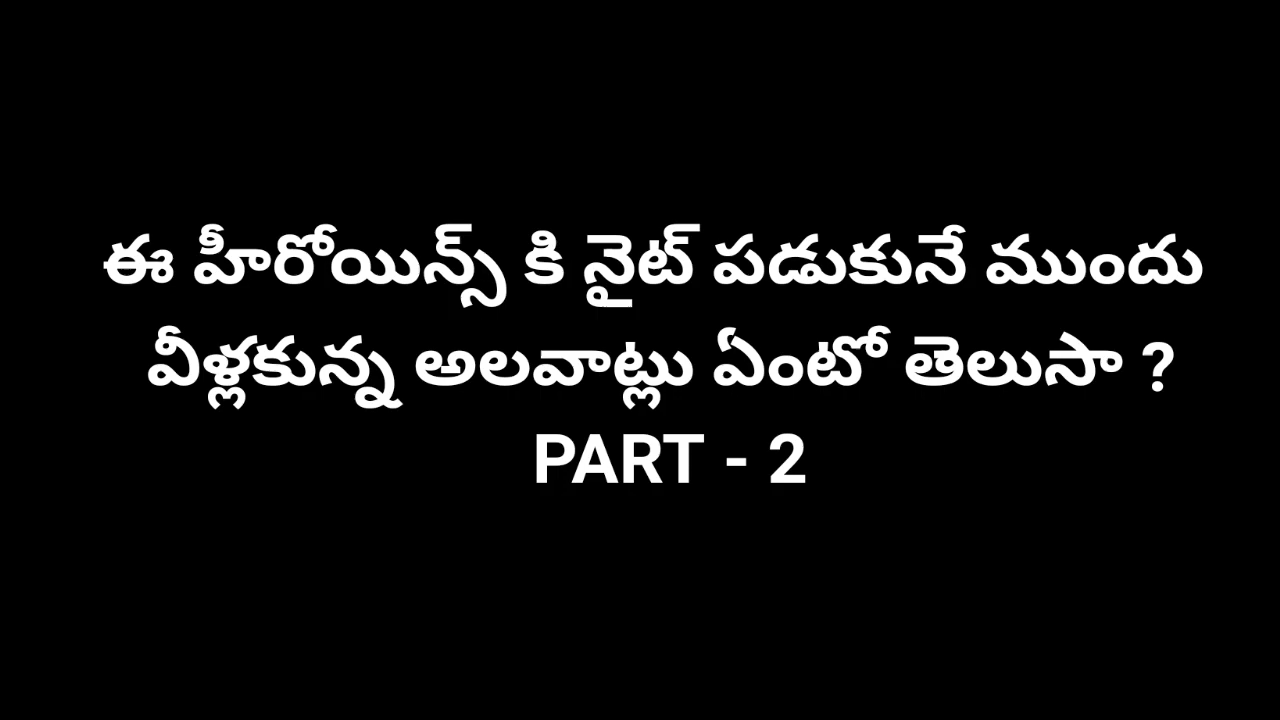 ఈ హీరోయిన్స్ కి నైట్ పడుకునే ముందు
వీళ్లకున్న అలవాట్లు ఏంటో తెలుసా ?
PART - 2